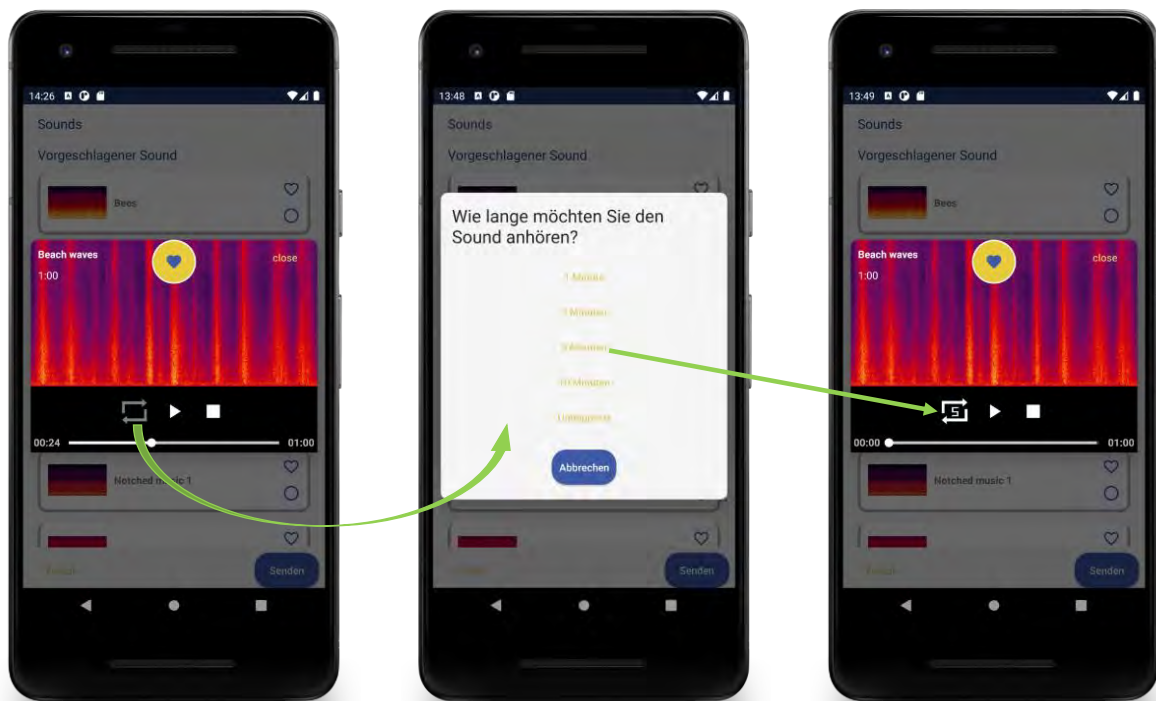 14:26
Sounds
Vorgeschlagener Sound
Bees
Beach waves
close
1:00
00:24
01:00
Notched music 1
Senden
13:48
Sounds
Vorgeschlagener Sound
Wie lange möchten Sie den
Sound anhören?
10 Minuten
Abbrechen
Senden
13:49
Sounds
Vorgeschlagener Sound
Bees
Beach waves
close
1:00
5
00:00
01:00
Notched music 1
Senden